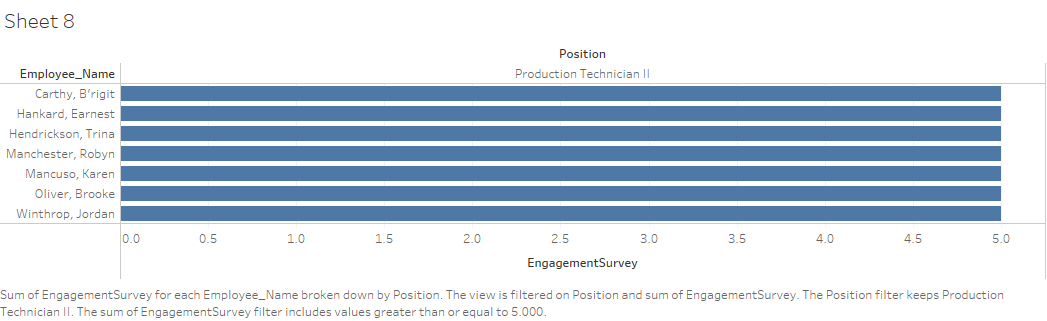 Sheet 8
Position
Employee_Name
Production Technician II
Carthy, B'rigit
Hankard, Earnest
Hendrickson, Trina
Manchester, Robyn
Mancuso, Karen
Oliver, Brooke
Winthrop, Jordan
0.0 0.5 1.0 1.5 2.0 2.5 3.0 3.5 4.0 4.5 5.0
EngagementSurvey
Sum of EngagementSurvey for each Employee_Name broken down by Position. The view is filtered on Position and sum of EngagementSurvey. The Position filter keeps Production
Technician II. The sum of EngagementSurvey filter includes values greater than or equal to 5.000.